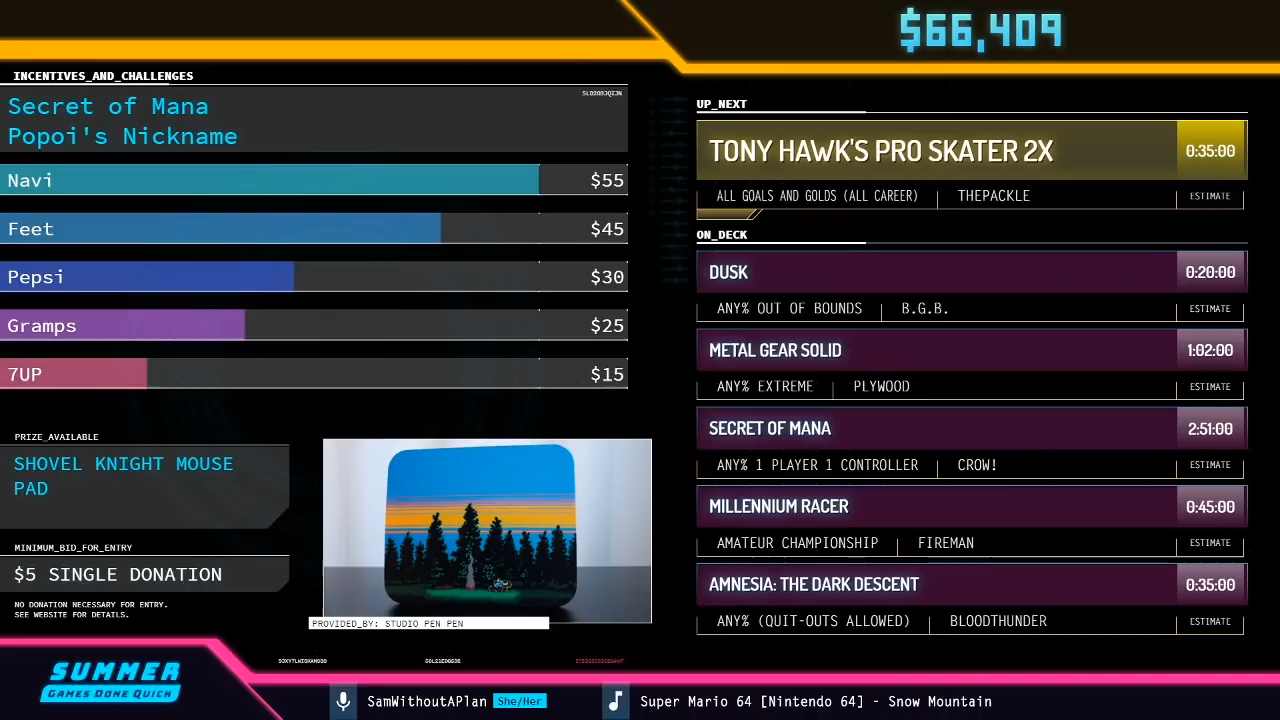 $66,409
INCENTIVES_AND_CHALLENGES
Secret of Mana
Popoi's Nickname
Navi $55
Feet $45
Pepsi $30
Gramps $25
7UP $15
PRIZE_AVAILABLE
SHOVEL KNIGHT MOUSE
PAD
MINIMUM_BID_FOR_ENTRY
$5 SINGLE DONATION
NO DONATION NECESSARY FOR ENTRY.
SEE WEBSITE FOR DETAILS.
PROVIDED_BY: STUDIO PEN PEN
UP_NEXT
TONY HAWK'S PRO SKATER 2X 0:35:00
ALL GOALS AND GOLDS (ALL CAREER) THEPACKLE ESTIMATE
ON_DECK
DUSK 0:20:00
ANY% OUT OF BOUNDS B.G.B. ESTIMATE
METAL GEAR SOLID 1:02:00
ANY% EXTREME PLYWOOD ESTIMATE
SECRET OF MANA 2:51:00
ANY% 1 PLAYER 1 CONTROLLER CROW! ESTIMATE
MILLENNIUM RACER 0:45:00
AMATEUR CHAMPIONSHIP FIREMAN ESTIMATE
AMNESIA: THE DARK DESCENT 0:35:00
ANY% (QUIT-OUTS ALLOWED) BLOODTHUNDER ESTIMATE
SUMMER
GAMES DONE QUICK
SamWithoutAPlan She/Her
Super Mario 64 [Nintendo 64] - Snow Mountain